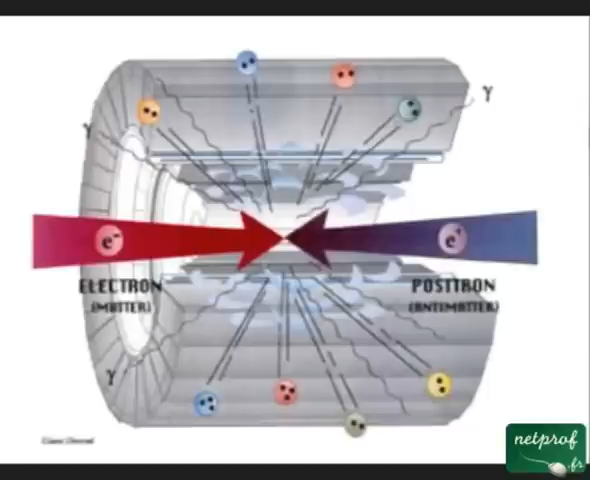 γ
γ
e⁻
e⁺
ELECTRON
(MATTER)
POSITRON
(ANTIMATTER)
γ
netprof
.fr